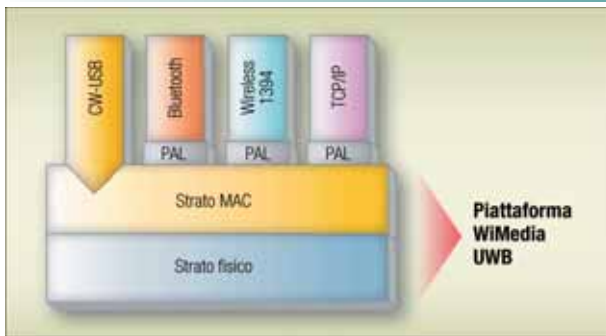 CW-USB
Bluetooth
Wireless
1394
TCP/IP
PAL
PAL
PAL
Strato MAC
Strato fisico
Piattaforma
WiMedia
UWB